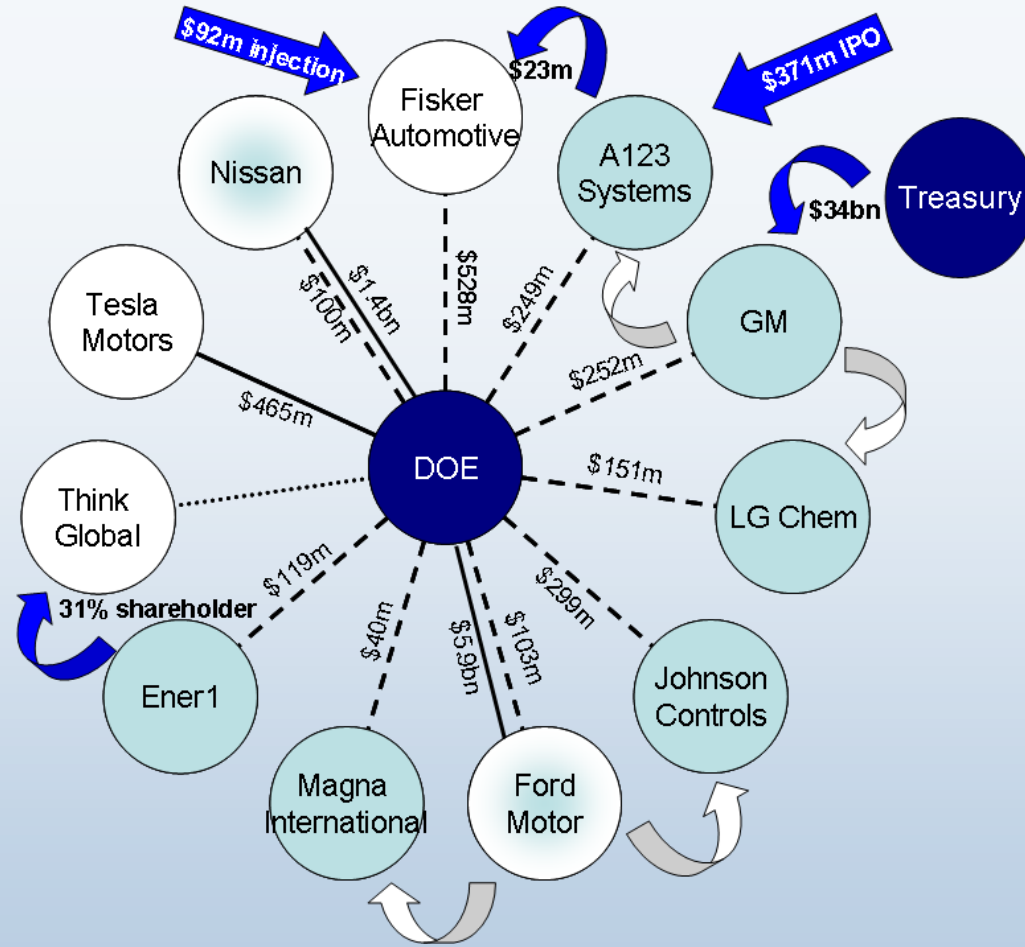 $92m injection
$23m
$371m IPO
Fisker
Automotive
Nissan
A123
Systems
$34bn
Treasury
$100m
$1.4bn
$528m
$249m
Tesla
Motors
GM
$465m
$252m
DOE
$151m
Think
Global
LG Chem
$119m
$299m
31% shareholder
$40m
$5.9bn
$103m
Ener1
Johnson
Controls
Magna
International
Ford
Motor